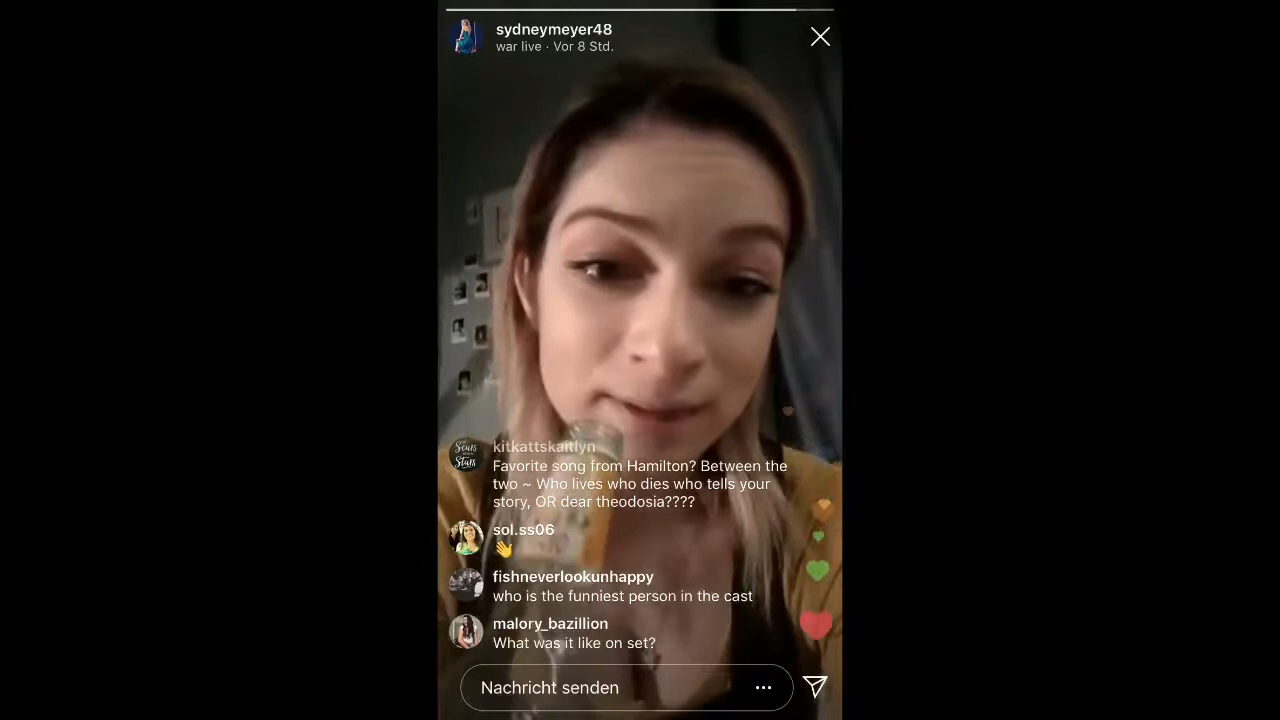 sydneymeyer48
war live · Vor 8 Std.
kitkattskaitlyn
Favorite song from Hamilton? Between the
two ~ Who lives who dies who tells your
story, OR dear theodosia????
sol.ss06
👋
fishneverlookunhappy
who is the funniest person in the cast
malory_bazillion
What was it like on set?
Nachricht senden